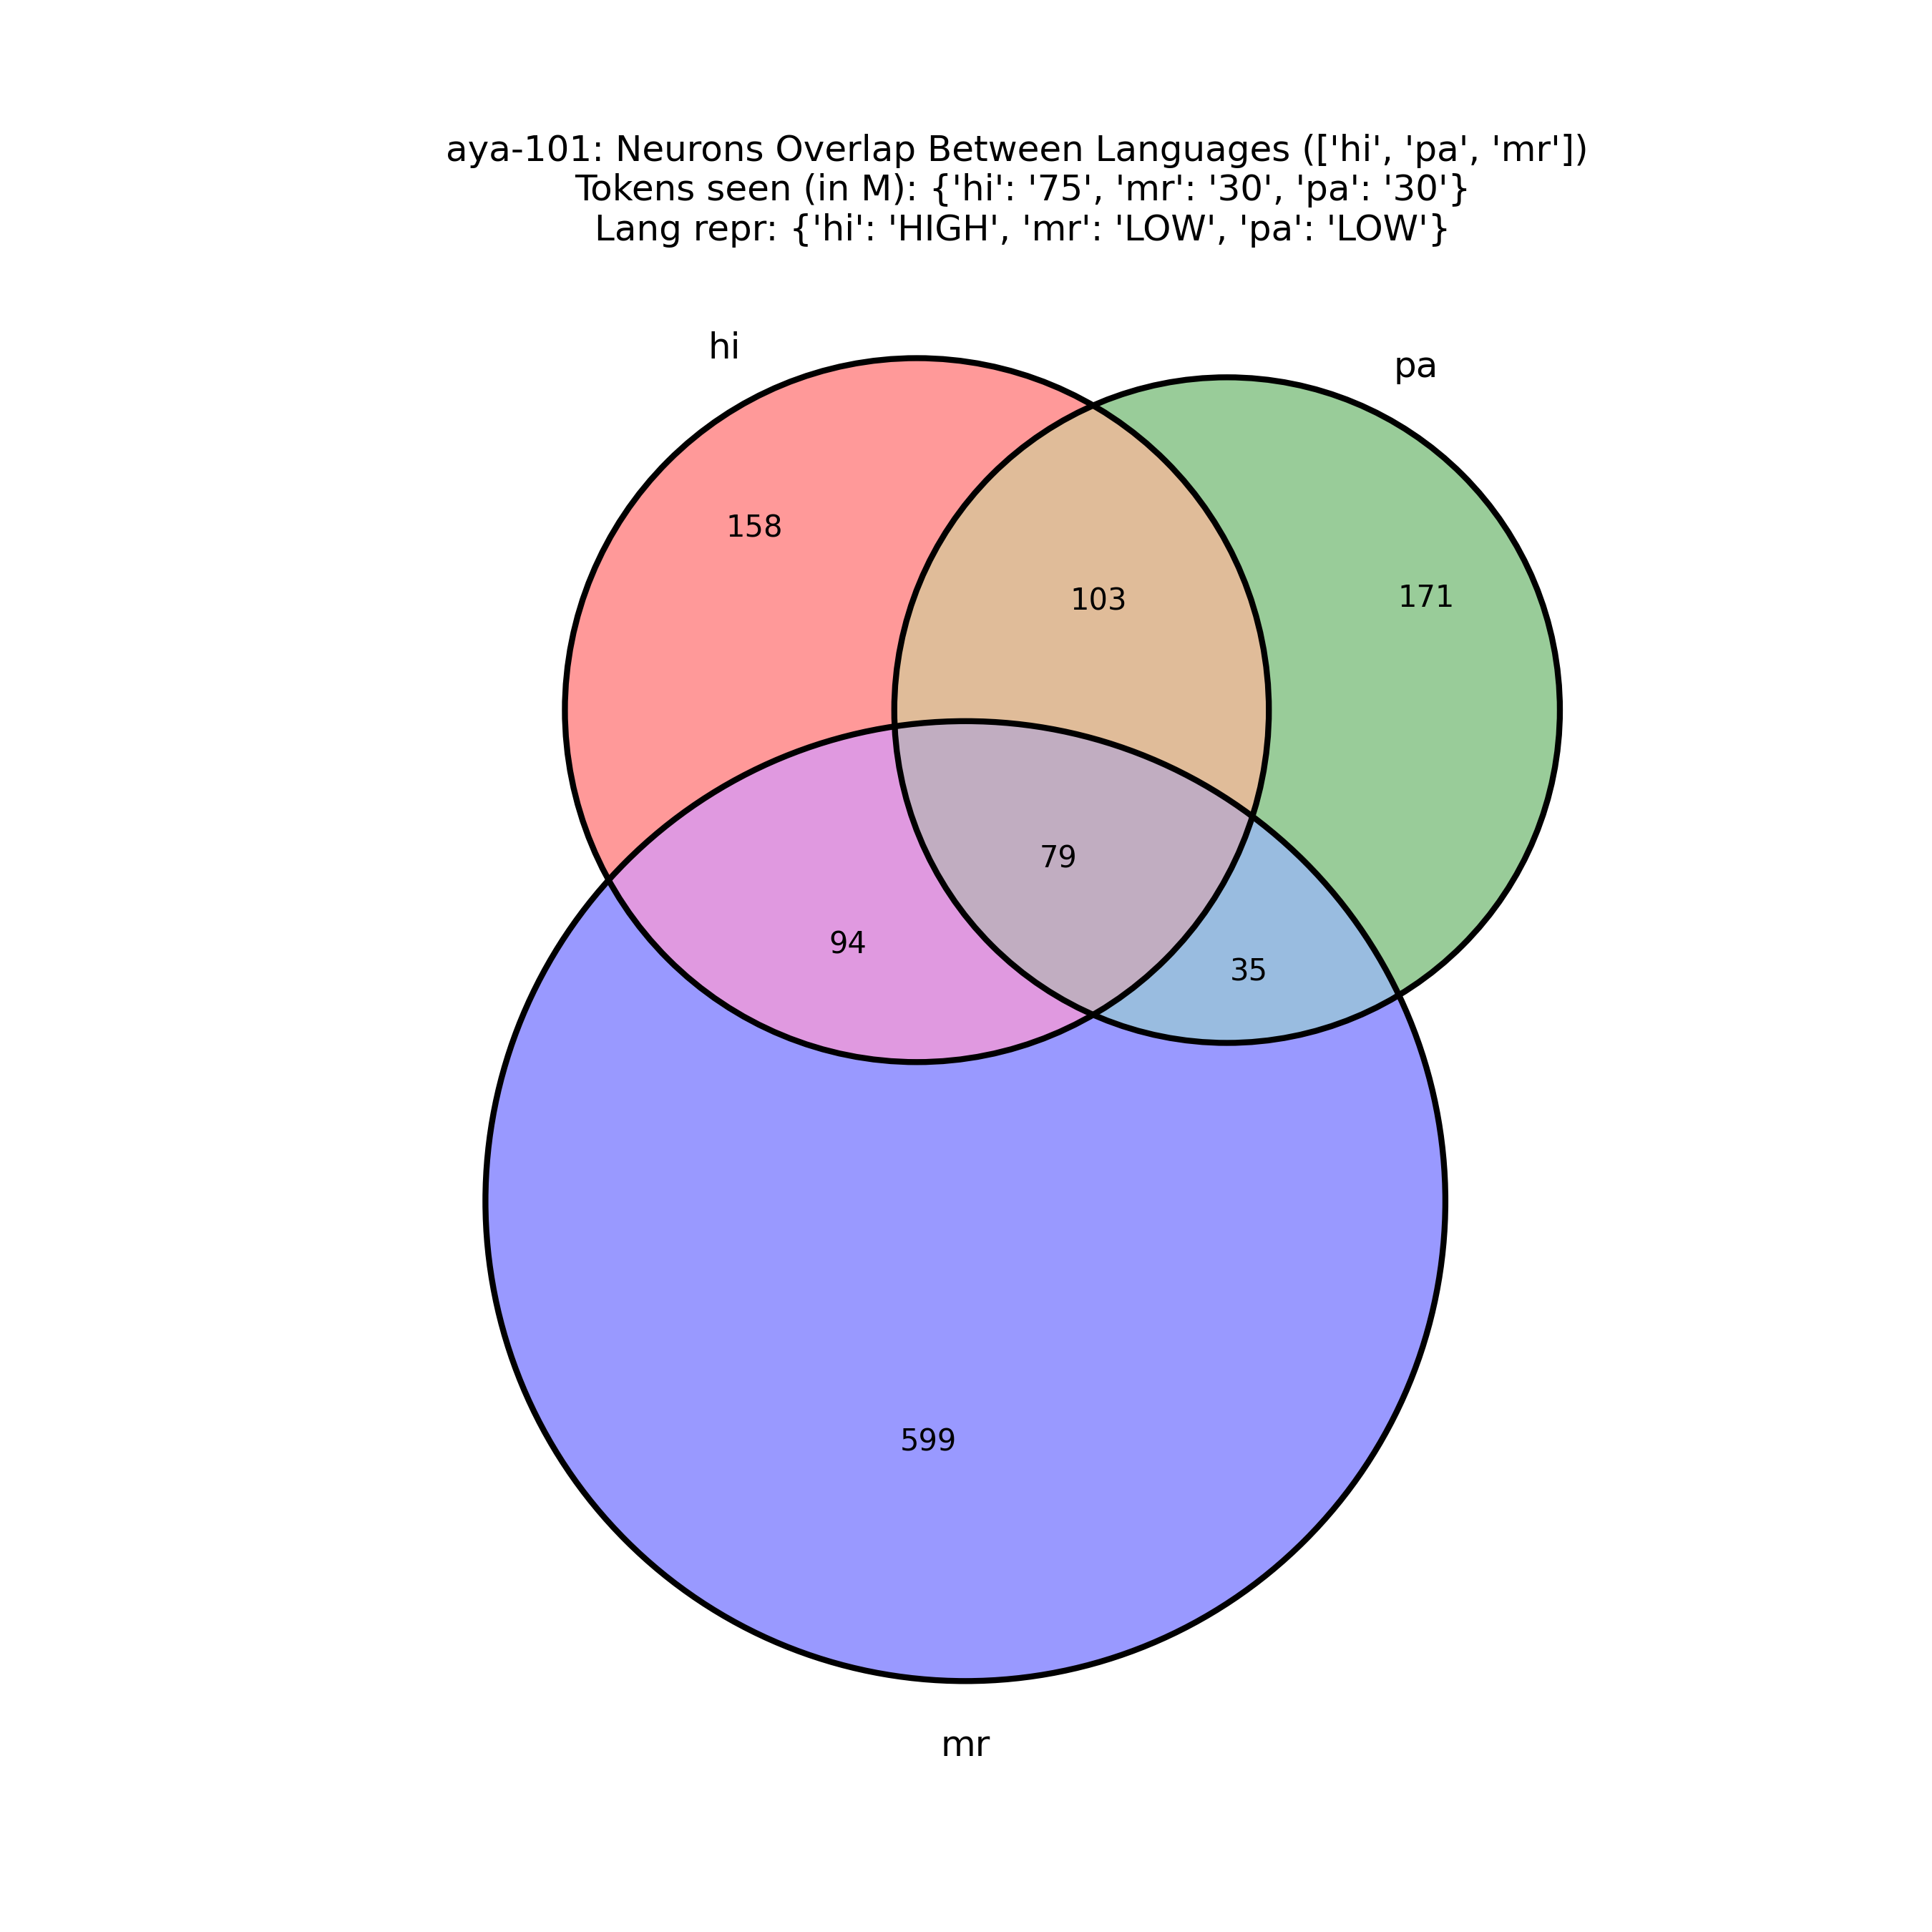 aya-101: Neurons Overlap Between Languages (['hi', 'pa', 'mr'])
Tokens seen (in M): {'hi': '75', 'mr': '30', 'pa': '30'}
Lang repr: {'hi': 'HIGH', 'mr': 'LOW', 'pa': 'LOW'}
hi
pa
158
103
171
79
94
35
599
mr